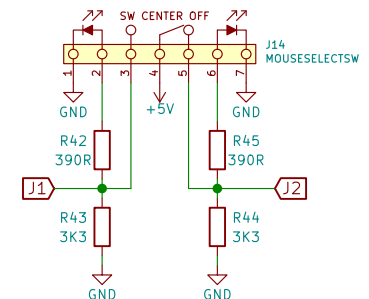 SW CENTER OFF
J14
MOUSESELECTSW
1
2
3
4
5
6
7
GND
+5V
GND
R42
390R
R45
390R
J1
J2
R43
3K3
R44
3K3
GND
GND